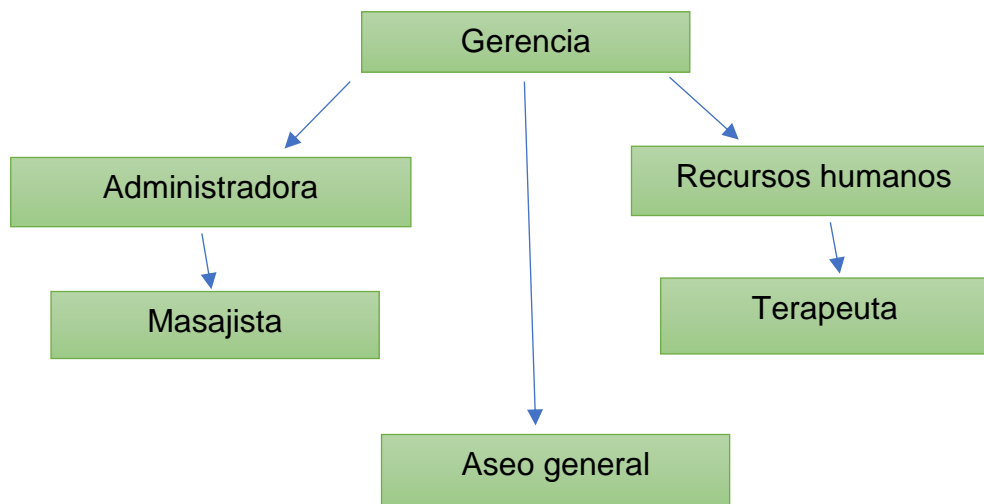 Gerencia
Administradora
Recursos humanos
Masajista
Terapeuta
Aseo general